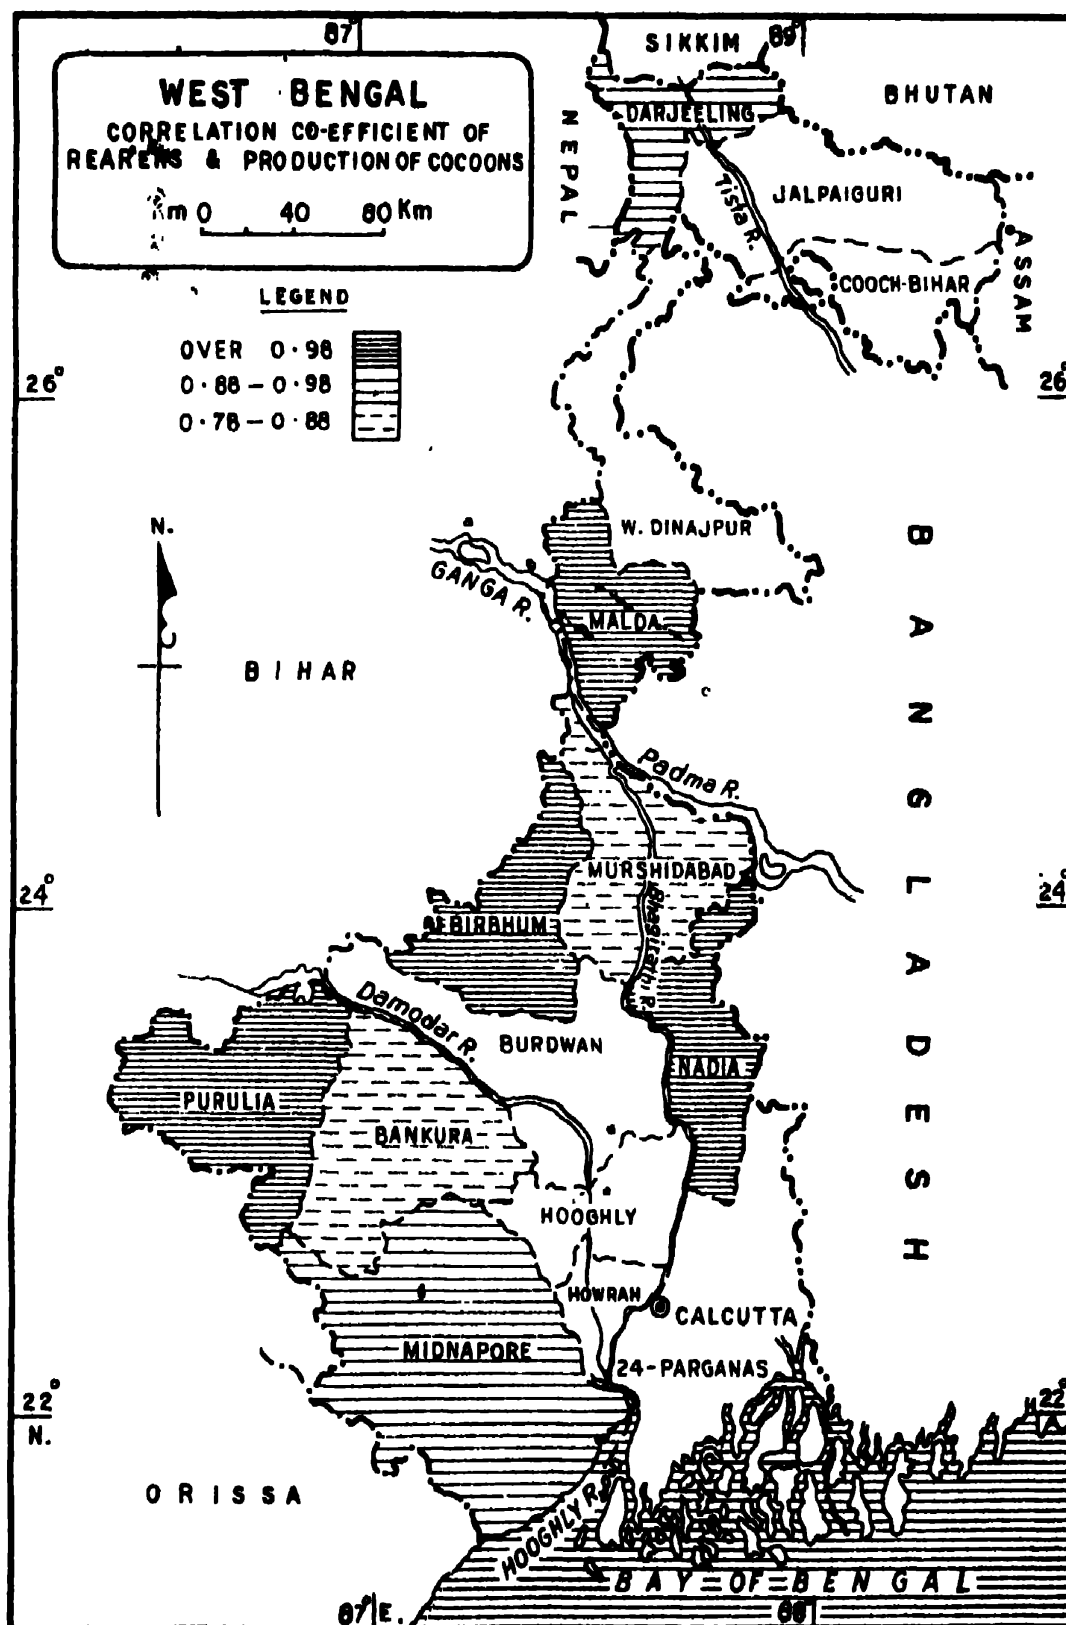 87°
89°
WEST BENGAL
CORRELATION CO-EFFICIENT OF
REARERS & PRODUCTION OF COCOONS
Km 0 40 80 Km
LEGEND
OVER 0·98
0·88–0·98
0·78–0·88
SIKKIM
NEPAL
DARJEELING
BHUTAN
Tista R.
JALPAIGURI
COOCH-BIHAR
ASSAM
26°
26°
N.
W. DINAJPUR
GANGA R.
MALDA
BIHAR
BANGLADESH
Padma R.
MURSHIDABAD
24°
24°
BIRBHUM
Bhagirathi R.
Damodar R.
BURDWAN
NADIA
PURULIA
BANKURA
HOOGHLY
HOWRAH
CALCUTTA
MIDNAPORE
24-PARGANAS
22°
N.
22°
ORISSA
HOOGHLY R.
BAY OF BENGAL
87° E.